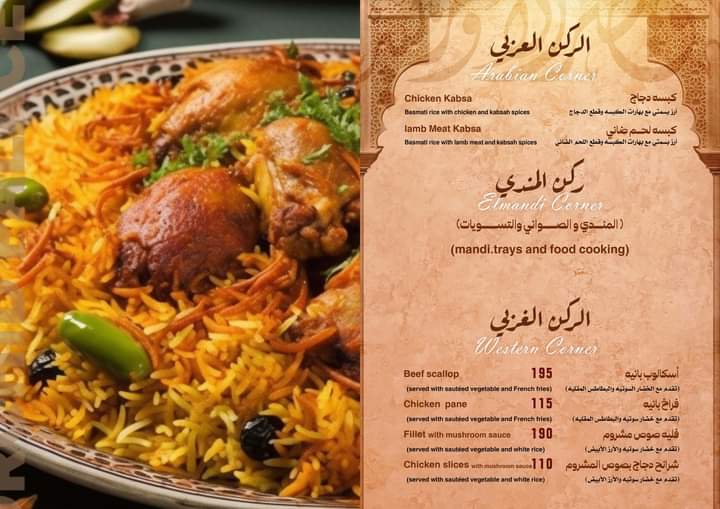 الركن العربي
Arabian Corner
Chicken Kabsa كبسه دجاج
Basmati rice with chicken and kabsah spices أرز بسمتي مع بهارات الكبسه وقطع الدجاج
lamb Meat Kabsa كبسه لحم ضاني
Basmati rice with lamb meat and kabsah spices أرز بسمتي مع بهارات الكبسه وقطع اللحم الضاني
ركن المندي
Elmandi Corner
(المندي و الصواني والتسويات)
(mandi.trays and food cooking)
الركن الغربي
Western Corner
Beef scallop 195 أسكالوب بانيه
(served with sautéed vegetable and French fries) (تقدم مع الخضار السوتيه والبطاطس المقليه)
Chicken pane 115 فراخ بانيه
(served with sautéed vegetable and French fries) (تقدم مع خضار سوتيه والبطاطس المقليه)
Fillet with mushroom sauce 190 فليه صوص مشروم
(served with sautéed vegetable and white rice) (تقدم مع خضار سوتيه والأرز الأبيض)
Chicken slices with mushroom sauce 110 شرائح دجاج بصوص المشروم
(served with sautéed vegetable and white rice) (تقدم مع خضار سوتيه والأرز الأبيض)